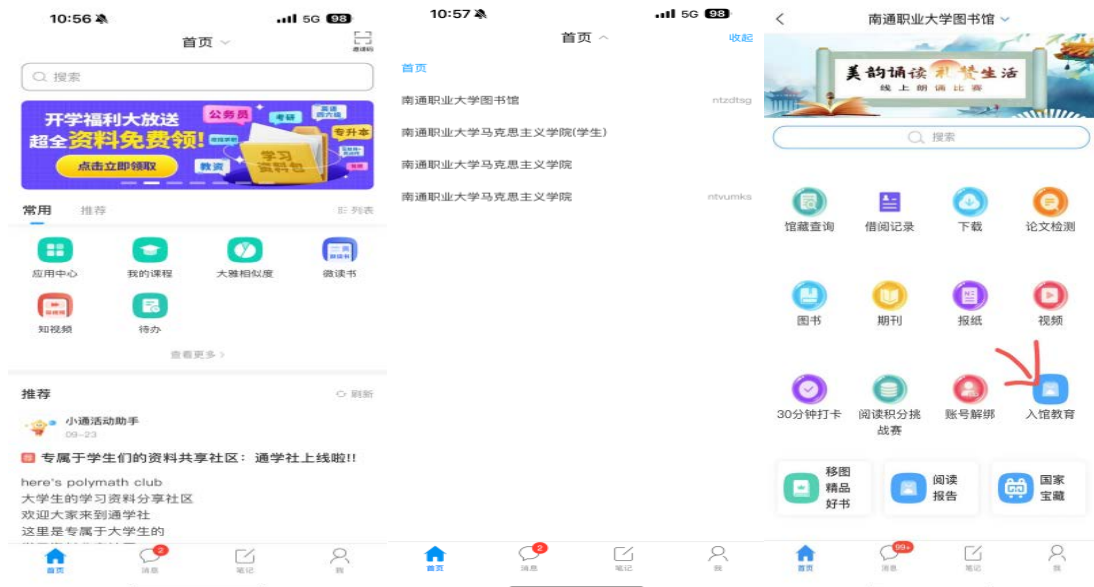 10:56
5G 98
首页
邀请码
搜索
开学福利大放送
超全资料免费领!
点击立即领取
公务员
考研
英语四六级
专升本
教资
学习
资料包
常用
推荐
列表
应用中心
我的课程
大雅相似度
微读书
知视频
待办
查看更多 >
推荐
刷新
小通活动助手
09-23
专属于学生们的资料共享社区:通学社上线啦!!
here's polymath club
大学生的学习资料分享社区
欢迎大家来到通学社
这里是专属于大学生的
首页
2
消息
笔记
我
10:57
5G 98
首页
收起
首页
南通职业大学图书馆
ntzdtsg
南通职业大学马克思主义学院(学生)
南通职业大学马克思主义学院
南通职业大学马克思主义学院
ntvumks
首页
2
消息
笔记
我
南通职业大学图书馆
美韵诵读 礼赞生活
线上朗诵比赛
搜索
馆藏查询
借阅记录
下载
论文检测
图书
期刊
报纸
视频
30分钟打卡
阅读积分挑
战赛
账号解绑
入馆教育
移图
精品
好书
阅读
报告
国家
宝藏
首页
99+
消息
笔记
我